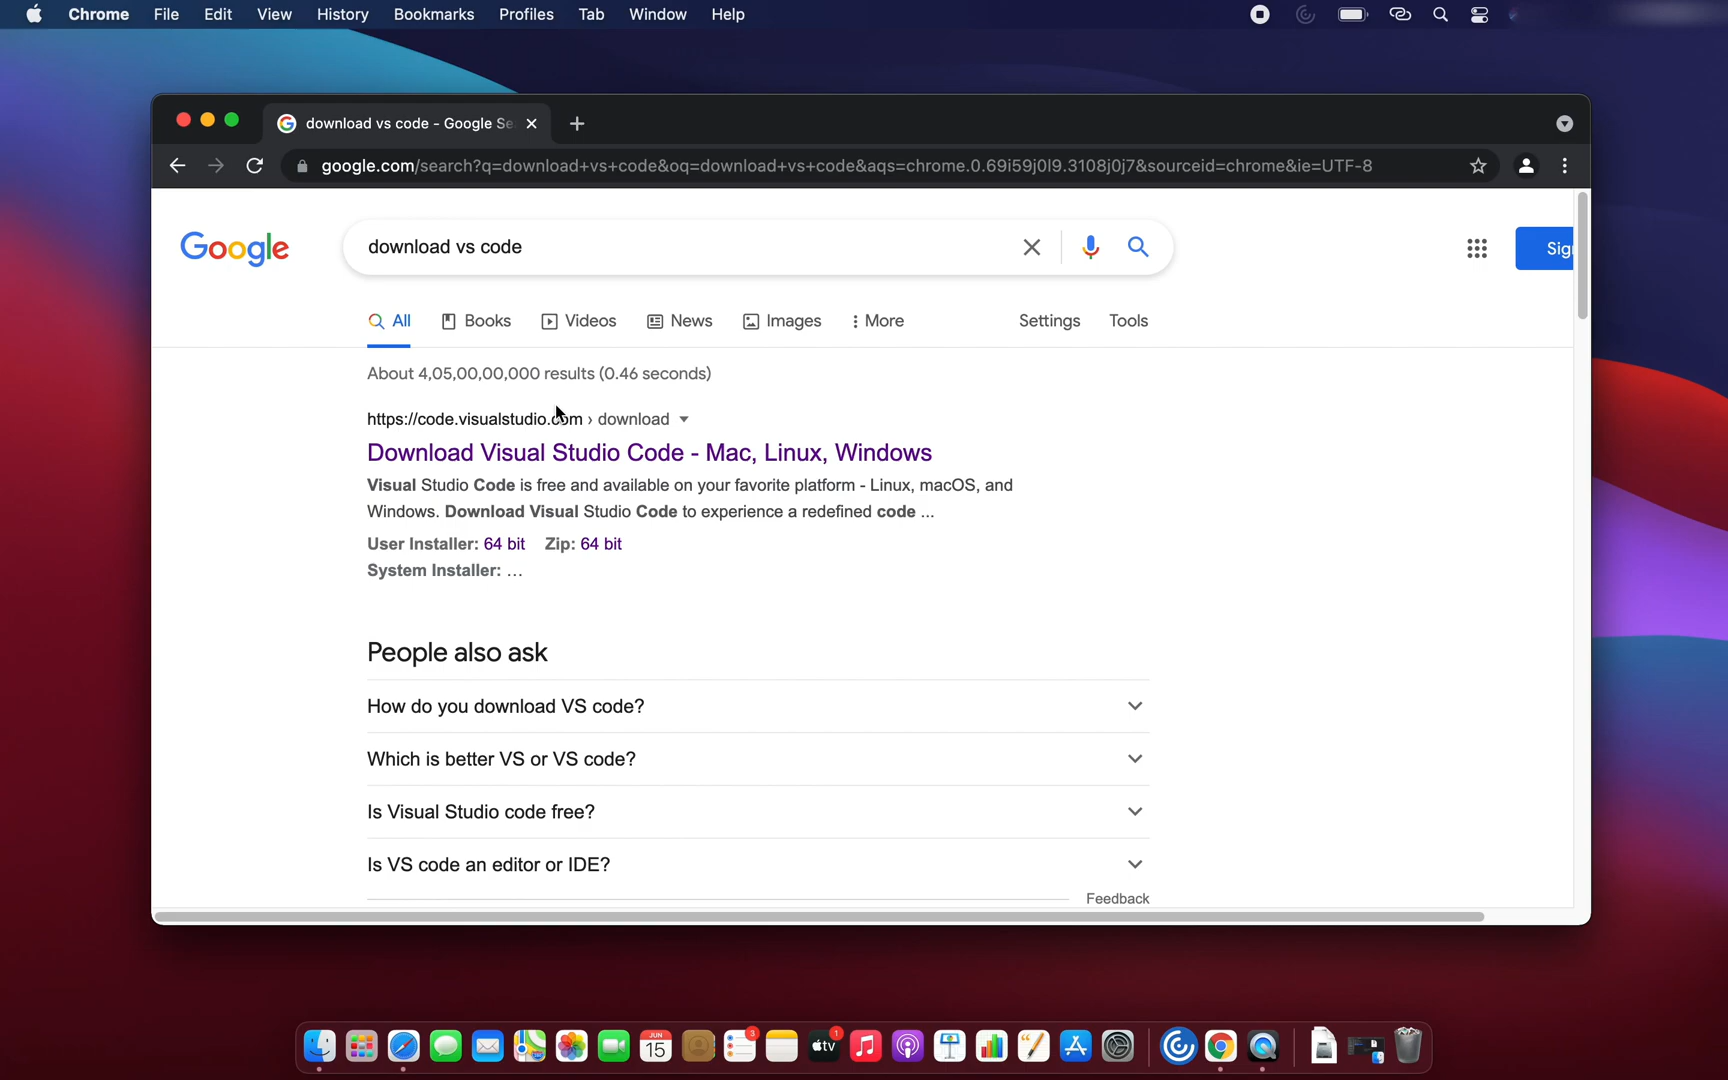 Chrome File Edit View History Bookmarks Profiles Tab Window Help
download vs code - Google Se
google.com/search?q=download+vs+code&oq=download+vs+code&aqs=chrome.0.69i59j0l9.3108j0j7&sourceid=chrome&ie=UTF-8
Google
download vs code
Sig
All Books Videos News Images More Settings Tools
About 4,05,00,00,000 results (0.46 seconds)
https://code.visualstudio.com › download
Download Visual Studio Code - Mac, Linux, Windows
Visual Studio Code is free and available on your favorite platform - Linux, macOS, and
Windows. Download Visual Studio Code to experience a redefined code ...
User Installer: 64 bit Zip: 64 bit
System Installer: ...
People also ask
How do you download VS code?
Which is better VS or VS code?
Is Visual Studio code free?
Is VS code an editor or IDE?
Feedback
JUN
15
3
tv
1